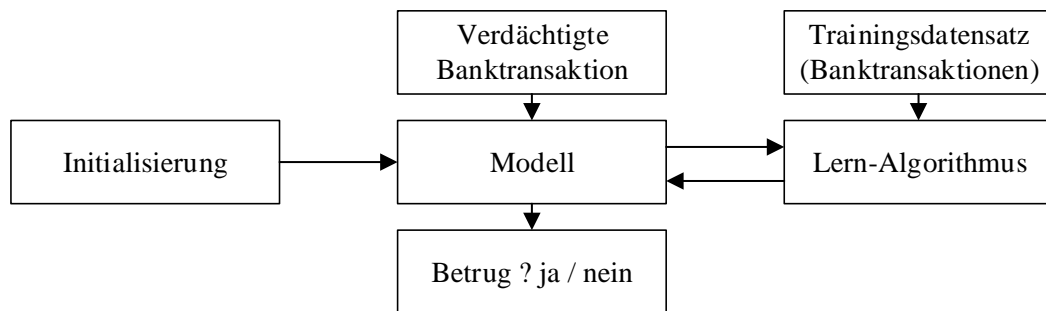 Verdächtigte
Banktransaktion
Trainingsdatensatz
(Banktransaktionen)
Initialisierung
Modell
Lern-Algorithmus
Betrug ? ja / nein